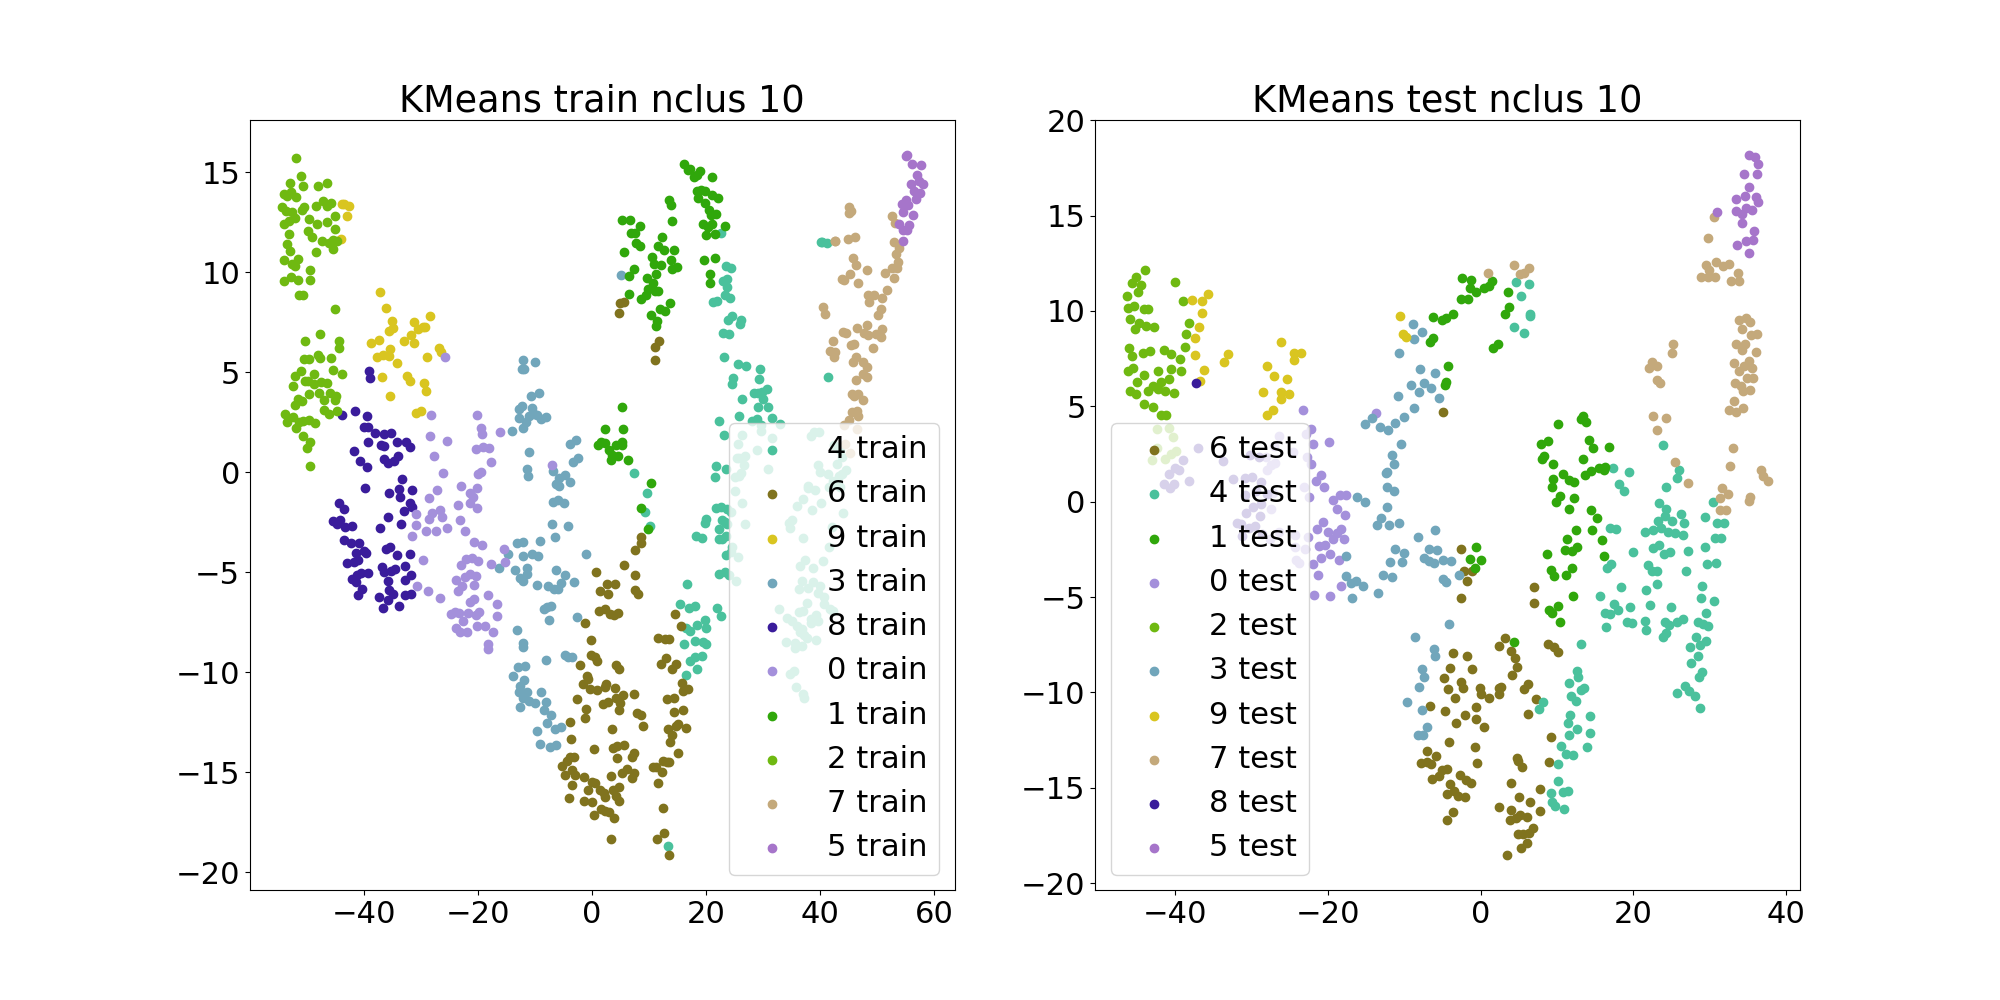 KMeans train nclus 10
15
10
5
0
−5
−10
−15
−20
−40
−20
0
20
40
60
4 train
6 train
9 train
3 train
8 train
0 train
1 train
2 train
7 train
5 train
KMeans test nclus 10
20
15
10
5
0
−5
−10
−15
−20
−40
−20
0
20
40
6 test
4 test
1 test
0 test
2 test
3 test
9 test
7 test
8 test
5 test